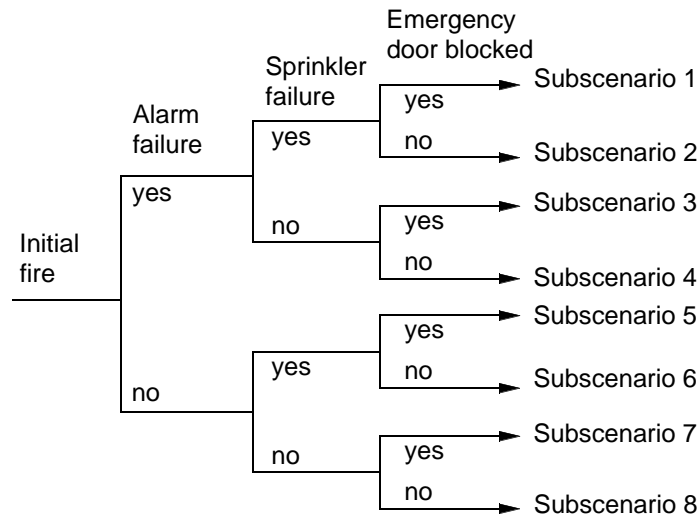 Emergency
door blocked
Sprinkler
failure
Alarm
failure
Initial
fire
yes
no
yes
no
yes
no
yes
no
yes
no
yes
no
yes
no
Subscenario 1
Subscenario 2
Subscenario 3
Subscenario 4
Subscenario 5
Subscenario 6
Subscenario 7
Subscenario 8